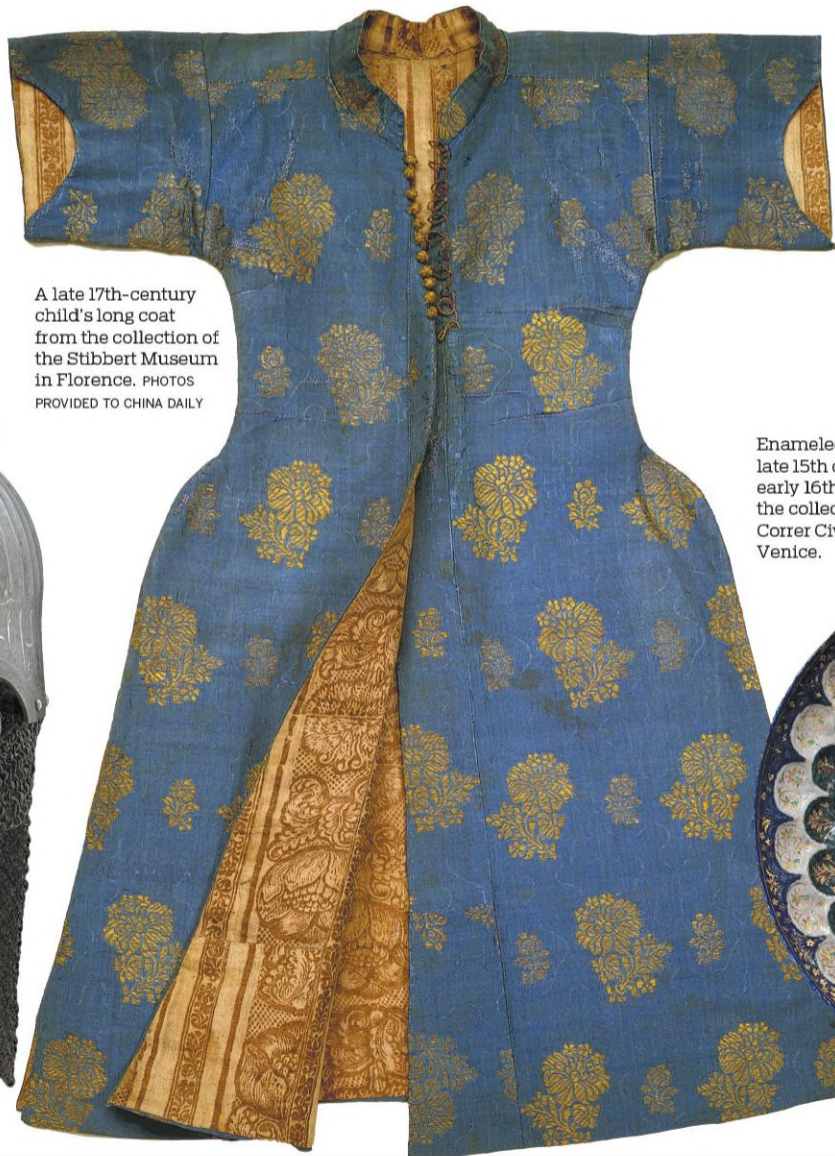 A late 17th-century
child's long coat
from the collection of
the Stibbert Museum
in Florence. PHOTOS
PROVIDED TO CHINA DAILY
Enamele
late 15th
early 16th
the collec
Correr Civ
Venice.